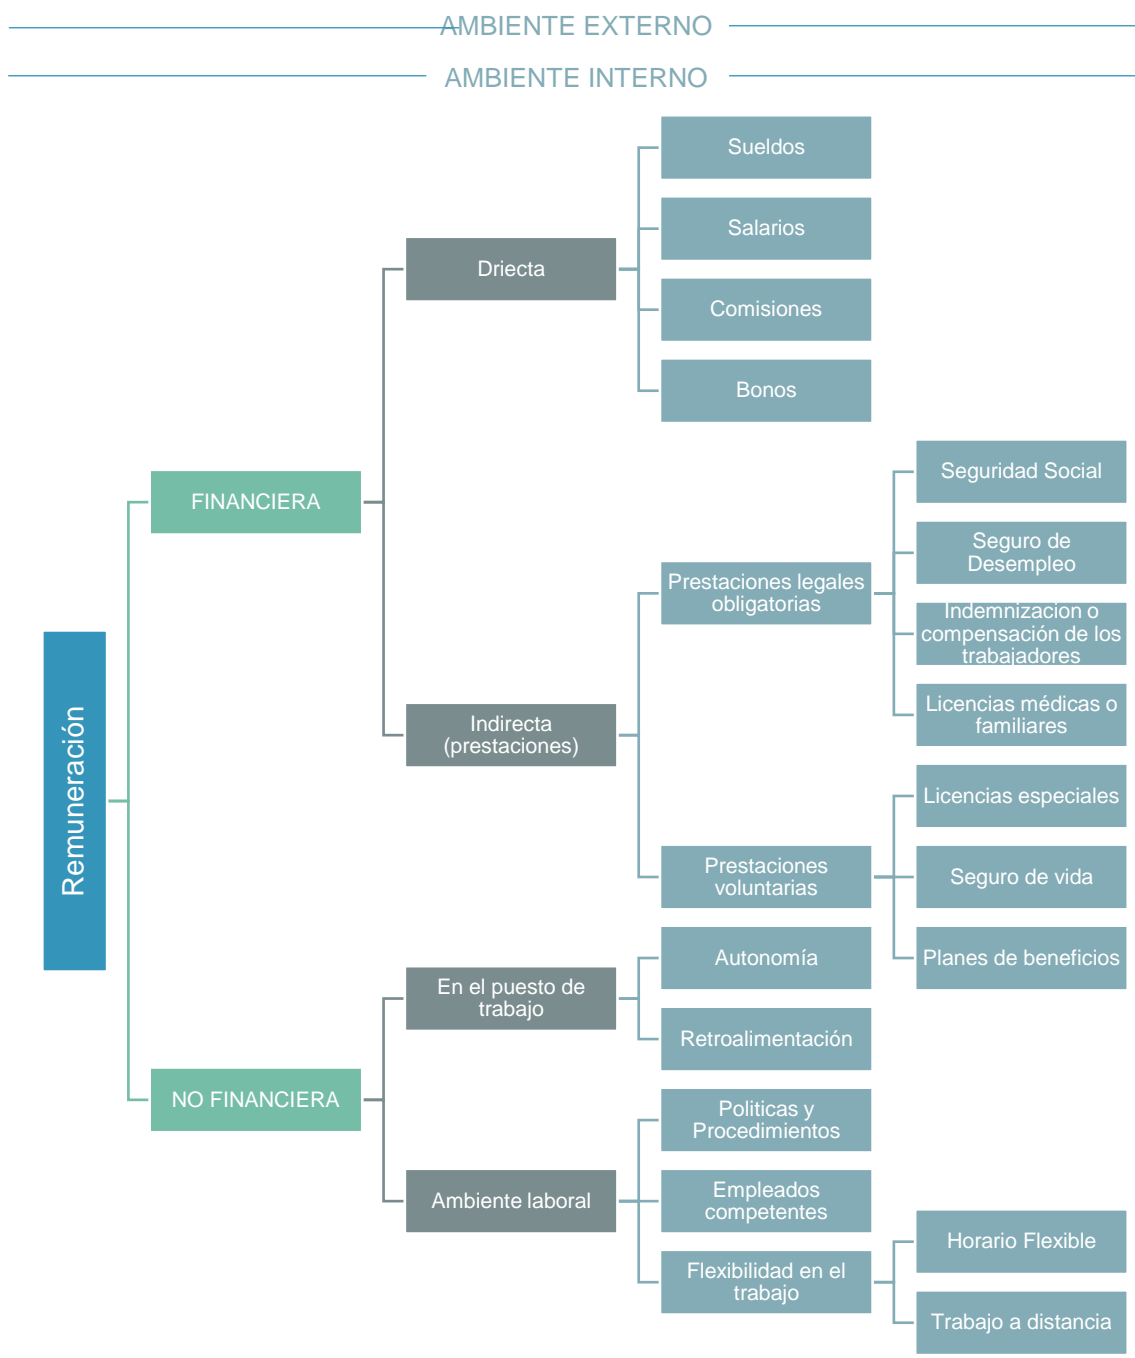 AMBIENTE EXTERNO
AMBIENTE INTERNO
Remuneración
FINANCIERA
Driecta
Sueldos
Salarios
Comisiones
Bonos
Indirecta
(prestaciones)
Prestaciones legales
obligatorias
Seguridad Social
Seguro de
Desempleo
Indemnizacion o
compensación de los
trabajadores
Licencias médicas o
familiares
Prestaciones
voluntarias
Licencias especiales
Seguro de vida
Planes de beneficios
NO FINANCIERA
En el puesto de
trabajo
Autonomía
Retroalimentación
Ambiente laboral
Politicas y
Procedimientos
Empleados
competentes
Flexibilidad en el
trabajo
Horario Flexible
Trabajo a distancia